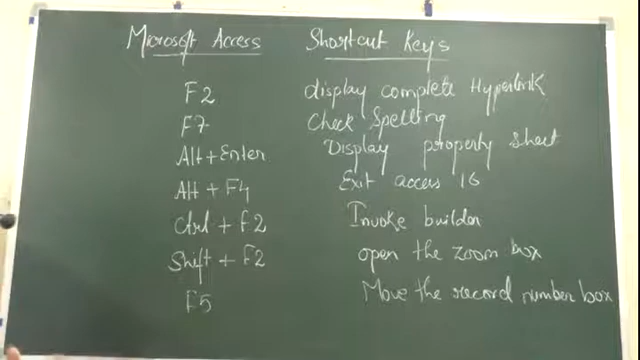 Microsoft Access Shortcut Keys
F2 display complete Hyperlink
F7 Check Spelling
Alt + Enter Display property sheet
Alt + F4 Exit access 16
Ctrl + F2 Invoke builder
Shift + F2 open the zoom box
F5 Move the record number box